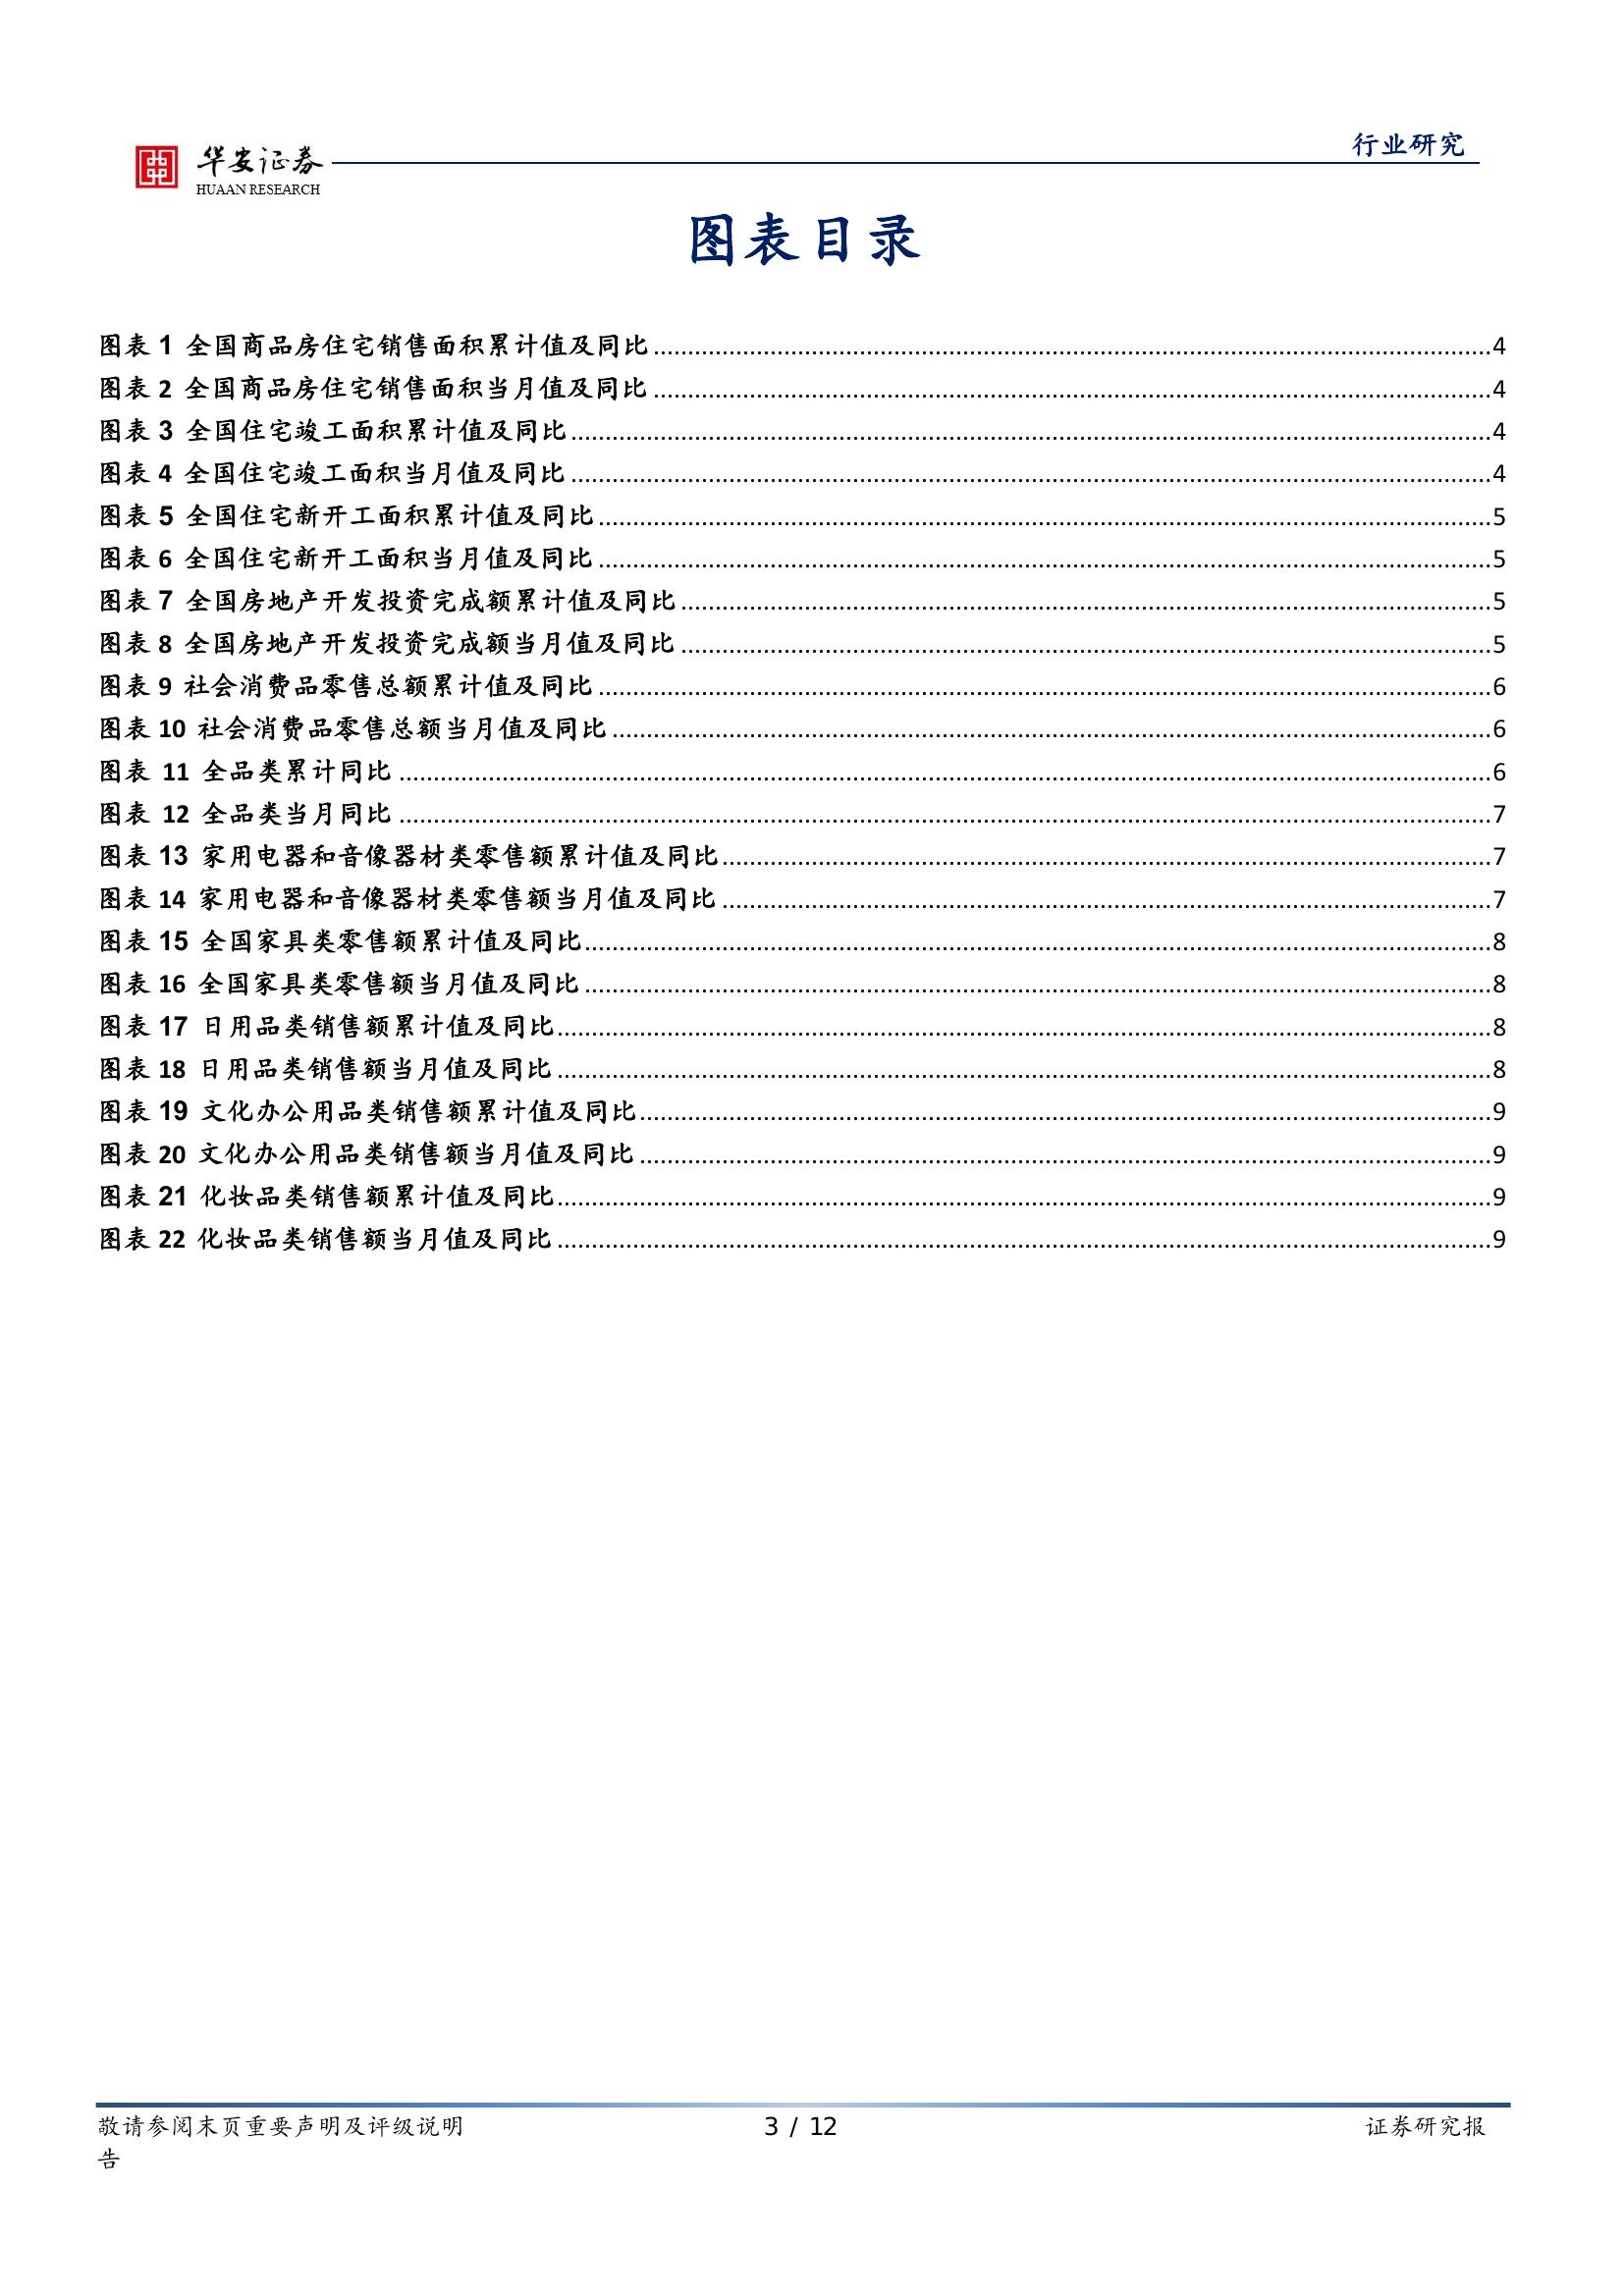 华安证券
HUAAN RESEARCH
行业研究
图表目录
图表 1 全国商品房住宅销售面积累计值及同比 4
图表 2 全国商品房住宅销售面积当月值及同比 4
图表 3 全国住宅竣工面积累计值及同比 4
图表 4 全国住宅竣工面积当月值及同比 4
图表 5 全国住宅新开工面积累计值及同比 5
图表 6 全国住宅新开工面积当月值及同比 5
图表 7 全国房地产开发投资完成额累计值及同比 5
图表 8 全国房地产开发投资完成额当月值及同比 5
图表 9 社会消费品零售总额累计值及同比 6
图表 10 社会消费品零售总额当月值及同比 6
图表 11 全品类累计同比 6
图表 12 全品类当月同比 7
图表 13 家用电器和音像器材类零售额累计值及同比 7
图表 14 家用电器和音像器材类零售额当月值及同比 7
图表 15 全国家具类零售额累计值及同比 8
图表 16 全国家具类零售额当月值及同比 8
图表 17 日用品类销售额累计值及同比 8
图表 18 日用品类销售额当月值及同比 8
图表 19 文化办公用品类销售额累计值及同比 9
图表 20 文化办公用品类销售额当月值及同比 9
图表 21 化妆品类销售额累计值及同比 9
图表 22 化妆品类销售额当月值及同比 9
敬请参阅末页重要声明及评级说明 3 / 12 证券研究报
告